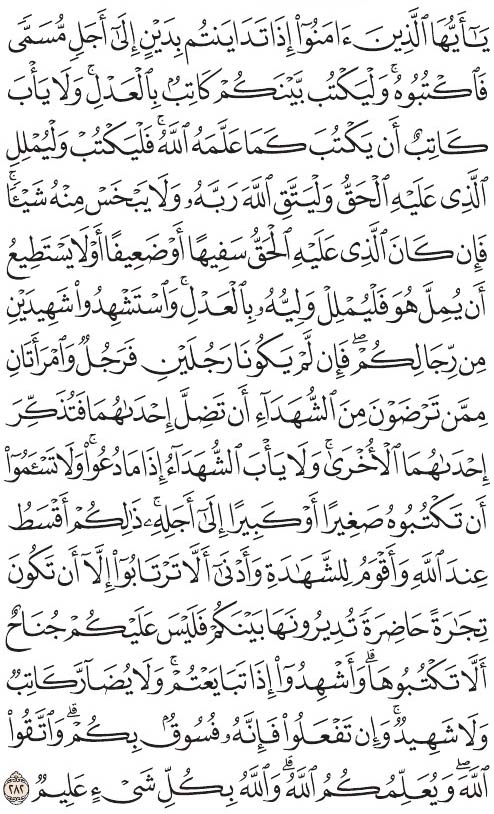 يَٰٓأَيُّهَا ٱلَّذِينَ ءَامَنُوٓا۟ إِذَا تَدَايَنتُم بِدَيْنٍ إِلَىٰٓ أَجَلٍ مُّسَمًّى
فَٱكْتُبُوهُ ۚ وَلْيَكْتُب بَّيْنَكُمْ كَاتِبٌۢ بِٱلْعَدْلِ ۚ وَلَا يَأْبَ
كَاتِبٌ أَن يَكْتُبَ كَمَا عَلَّمَهُ ٱللَّهُ ۚ فَلْيَكْتُبْ وَلْيُمْلِلِ
ٱلَّذِى عَلَيْهِ ٱلْحَقُّ وَلْيَتَّقِ ٱللَّهَ رَبَّهُۥ وَلَا يَبْخَسْ مِنْهُ شَيْـًٔا ۚ
فَإِن كَانَ ٱلَّذِى عَلَيْهِ ٱلْحَقُّ سَفِيهًا أَوْ ضَعِيفًا أَوْ لَا يَسْتَطِيعُ
أَن يُمِلَّ هُوَ فَلْيُمْلِلْ وَلِيُّهُۥ بِٱلْعَدْلِ ۚ وَٱسْتَشْهِدُوا۟ شَهِيدَيْنِ
مِن رِّجَالِكُمْ ۖ فَإِن لَّمْ يَكُونَا رَجُلَيْنِ فَرَجُلٌ وَٱمْرَأَتَانِ
مِمَّن تَرْضَوْنَ مِنَ ٱلشُّهَدَآءِ أَن تَضِلَّ إِحْدَىٰهُمَا فَتُذَكِّرَ
إِحْدَىٰهُمَا ٱلْأُخْرَىٰ ۚ وَلَا يَأْبَ ٱلشُّهَدَآءُ إِذَا مَا دُعُوا۟ ۚ وَلَا تَسْـَٔمُوٓا۟
أَن تَكْتُبُوهُ صَغِيرًا أَوْ كَبِيرًا إِلَىٰٓ أَجَلِهِۦ ۚ ذَٰلِكُمْ أَقْسَطُ
عِندَ ٱللَّهِ وَأَقْوَمُ لِلشَّهَٰدَةِ وَأَدْنَىٰٓ أَلَّا تَرْتَابُوٓا۟ ۖ إِلَّآ أَن تَكُونَ
تِجَٰرَةً حَاضِرَةً تُدِيرُونَهَا بَيْنَكُمْ فَلَيْسَ عَلَيْكُمْ جُنَاحٌ
أَلَّا تَكْتُبُوهَا ۗ وَأَشْهِدُوٓا۟ إِذَا تَبَايَعْتُمْ ۚ وَلَا يُضَآرَّ كَاتِبٌ
وَلَا شَهِيدٌ ۚ وَإِن تَفْعَلُوا۟ فَإِنَّهُۥ فُسُوقٌۢ بِكُمْ ۗ وَٱتَّقُوا۟
ٱللَّهَ ۖ وَيُعَلِّمُكُمُ ٱللَّهُ ۗ وَٱللَّهُ بِكُلِّ شَىْءٍ عَلِيمٌ ٢٨٢